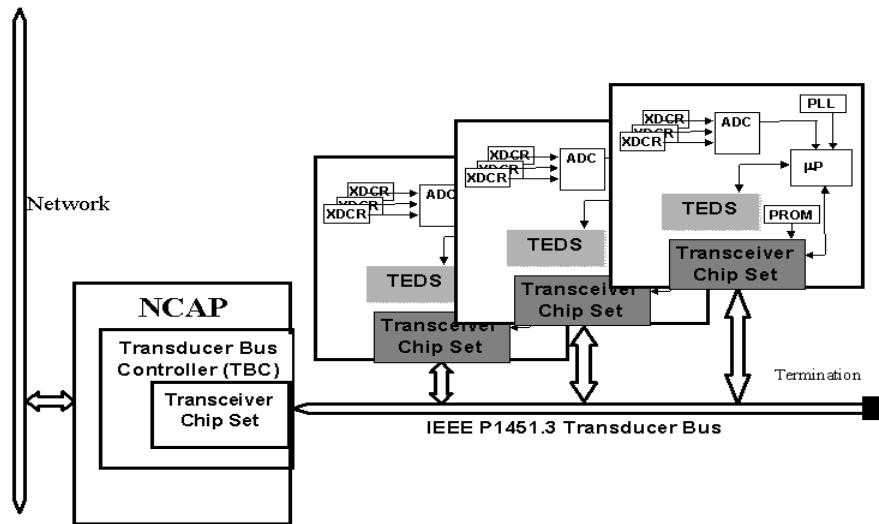 Network
NCAP
Transducer Bus
Controller (TBC)
Transceiver
Chip Set
XDCR
XDCR
XDCR
ADC
TEDS
Transceiver
Chip Set
XDCR
XDCR
XDCR
ADC
TEDS
Transceiver
Chip Set
XDCR
XDCR
XDCR
ADC
PLL
µP
TEDS
PROM
Transceiver
Chip Set
Termination
IEEE P1451.3 Transducer Bus